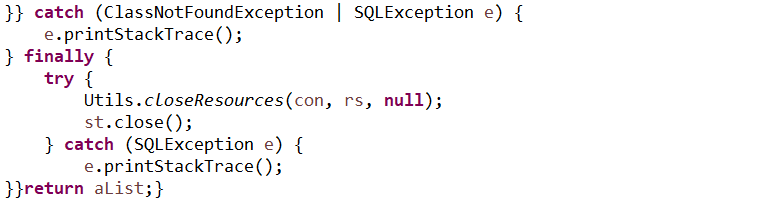 }} catch (ClassNotFoundException | SQLException e) {
    e.printStackTrace();
} finally {
    try {
        Utils.closeResources(con, rs, null);
        st.close();
    } catch (SQLException e) {
        e.printStackTrace();
}}return aList;}